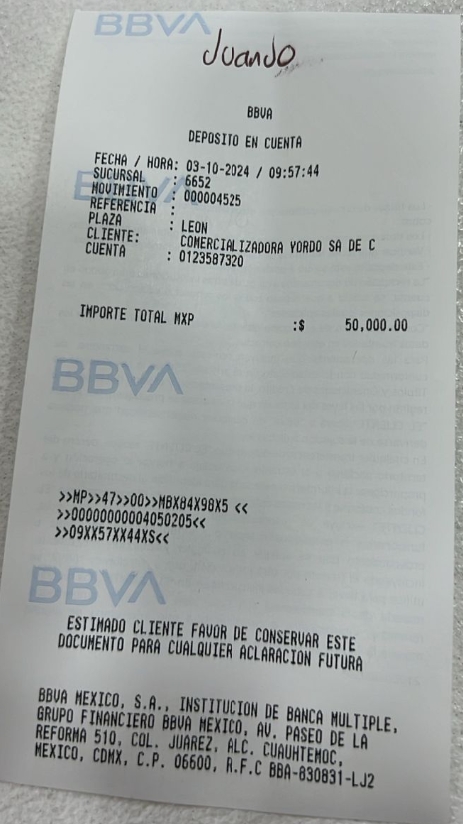 BBVA
Juando
BBVA
DEPOSITO EN CUENTA
FECHA / HORA: 03-10-2024 / 09:57:44
SUCURSAL : 6652
MOVIMIENTO : 000004525
REFERENCIA :
PLAZA : LEON
CLIENTE: COMERCIALIZADORA YORDO SA DE C
CUENTA : 0123587320
IMPORTE TOTAL MXP :$ 50,000.00
BBVA
>>MP>>47>>00>>MBX84X98X5 <<
>>00000000004050205<<
>>09XX57XX44XS<<
BBVA
ESTIMADO CLIENTE FAVOR DE CONSERVAR ESTE
DOCUMENTO PARA CUALQUIER ACLARACION FUTURA
BBVA MEXICO, S.A., INSTITUCION DE BANCA MULTIPLE,
GRUPO FINANCIERO BBVA MEXICO, AV. PASEO DE LA
REFORMA 510, COL. JUAREZ, ALC. CUAUHTEMOC,
MEXICO, CDMX, C.P. 06600, R.F.C BBA-830831-LJ2